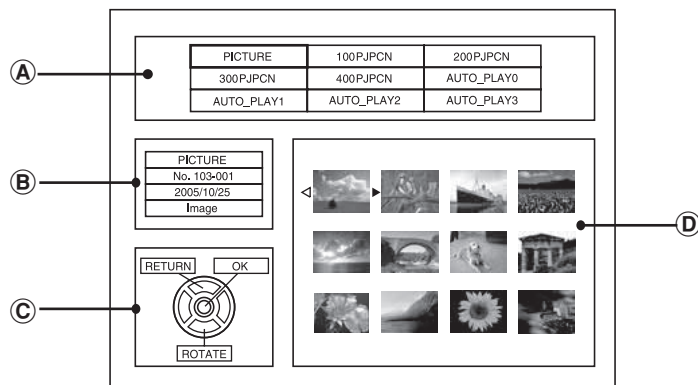 PICTURE 100PJPCN 200PJPCN
300PJPCN 400PJPCN AUTO_PLAY0
AUTO_PLAY1 AUTO_PLAY2 AUTO_PLAY3
A
PICTURE
No. 103-001
2005/10/25
Image
B
D
RETURN OK
C
ROTATE